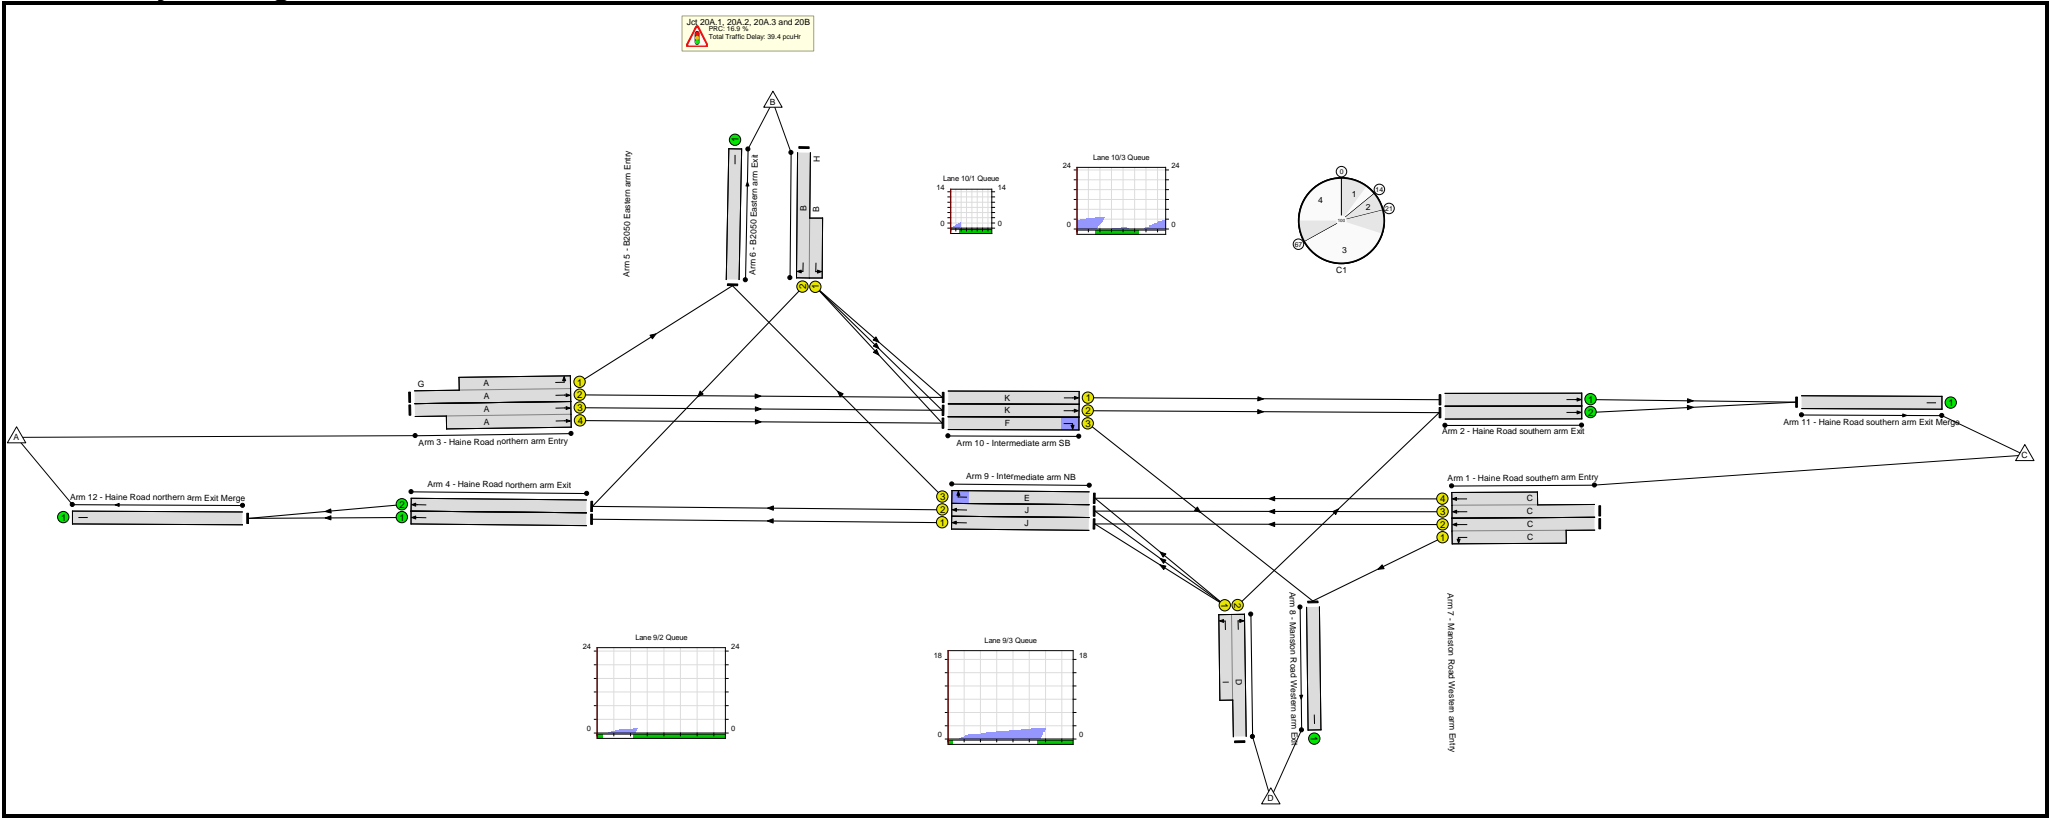 Jct 20A.1, 20A.2, 20A.3 and 20B
PRC: 16.9 %
Total Traffic Delay: 39.4 pcuHr
B
1
Arm 5 - B2050 Eastern arm Entry
Arm 6 - B2050 Eastern arm Exit
H
B
B
2
1
Lane 10/1 Queue
14
14
0
0
Lane 10/3 Queue
24
24
0
0
0
14
21
67
1
2
3
4
C1
G
A
A
A
A
1
2
3
4
Arm 3 - Haine Road northern arm Entry
A
K
K
F
1
2
3
Arm 10 - Intermediate arm SB
1
2
Arm 2 - Haine Road southern arm Exit
1
Arm 11 - Haine Road southern arm Exit Merge
C
Arm 12 - Haine Road northern arm Exit Merge
1
Arm 4 - Haine Road northern arm Exit
2
1
Arm 9 - Intermediate arm NB
3
2
1
E
J
J
Arm 1 - Haine Road southern arm Entry
4
3
2
1
C
C
C
C
1
2
I
D
Arm 8 - Manston Road Western arm Exit
1
Arm 7 - Manston Road Western arm Entry
D
Lane 9/2 Queue
24
24
0
0
Lane 9/3 Queue
18
18
0
0